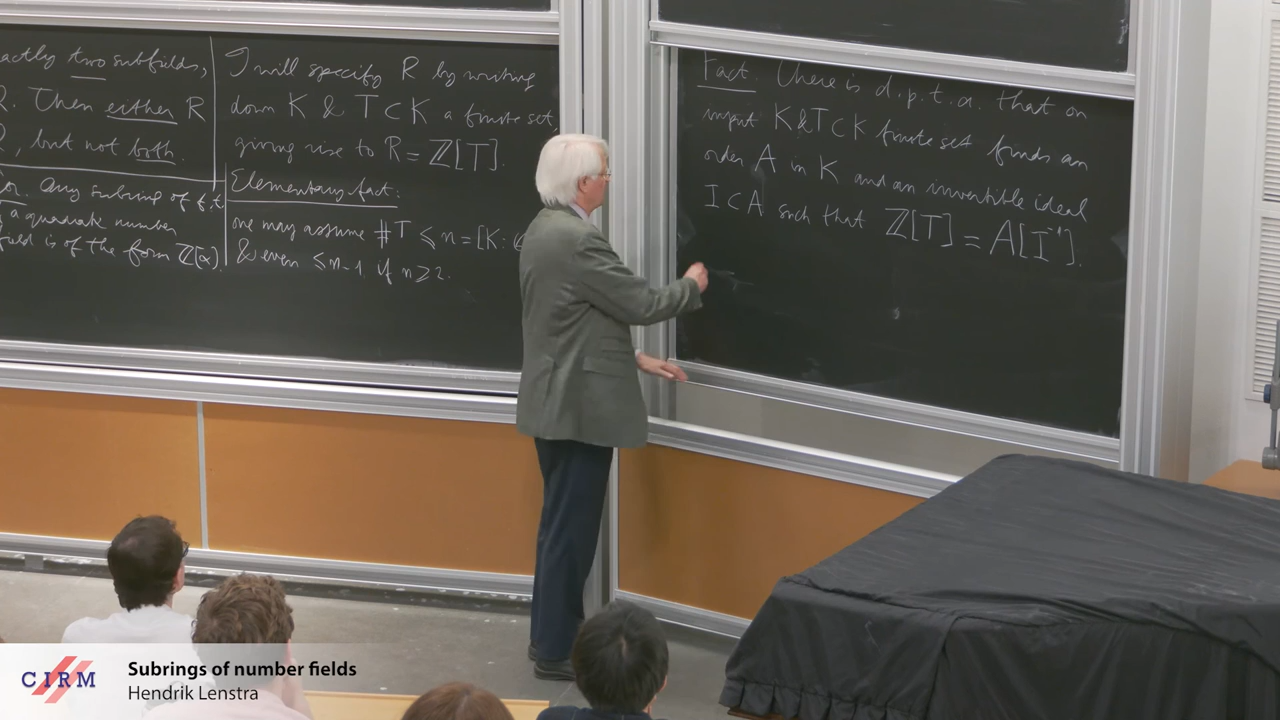 actly two subfields,
R. Then either R
, but not both.
or. Any subring of f.t.
a quadratic number
field is of the form Z[α].
I will specify R by writing
down K & T ⊂ K a finite set
giving rise to R = ℤ[T].
Elementary fact:
one may assume #T ≤ n = [K:
& even ≤ n-1 if n ≥ 2.
Fact. There is d.p.t.a. that on
input K & T ⊂ K finite set finds an
order A in K and an invertible ideal
I ⊂ A such that ℤ[T] = A[I⁻¹].
CIRM
Subrings of number fields
Hendrik Lenstra